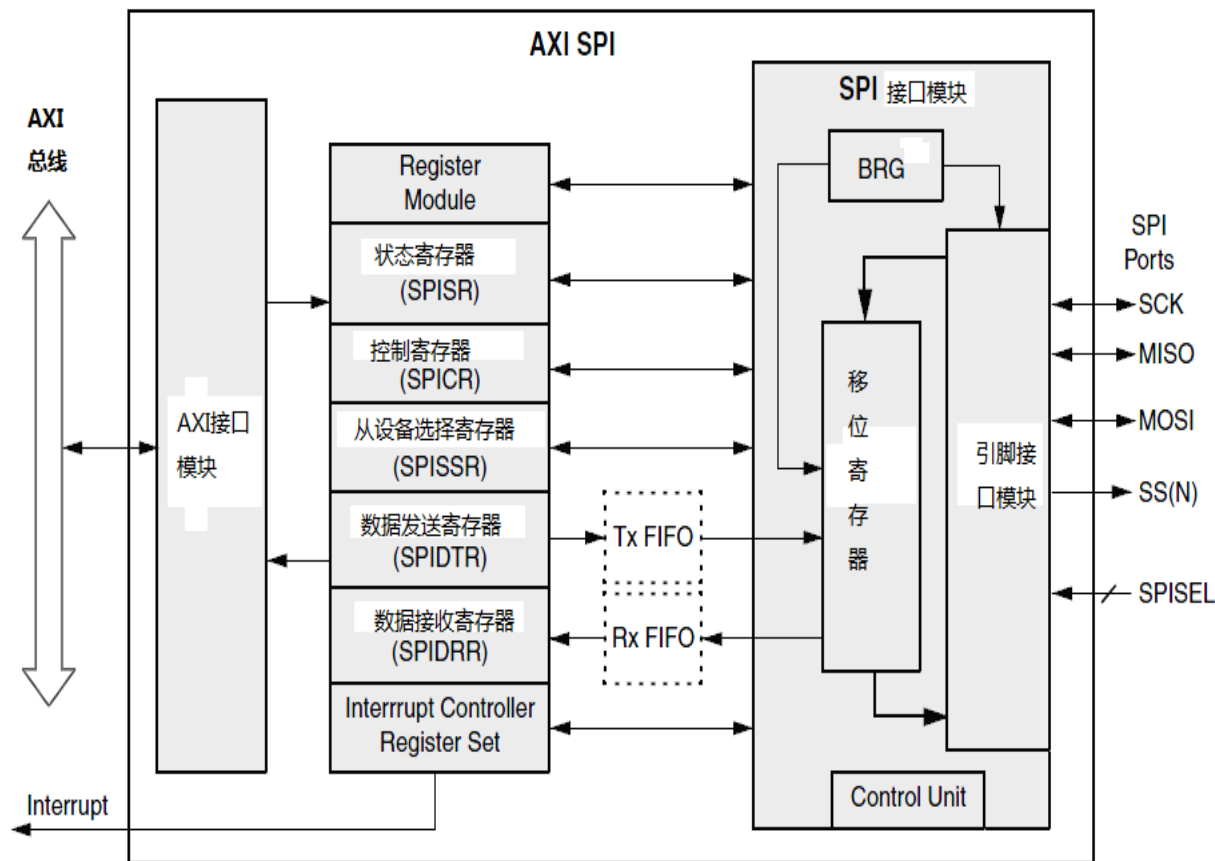 AXI SPI
AXI
总线
AXI接口
模块
Register
Module
状态寄存器
(SPISR)
控制寄存器
(SPICR)
从设备选择寄存器
(SPISSR)
数据发送寄存器
(SPIDTR)
数据接收寄存器
(SPIDRR)
Interrrupt Controller
Register Set
Interrupt
Tx FIFO
Rx FIFO
SPI 接口模块
BRG
移
位
寄
存
器
引脚接
口模块
Control Unit
SPI
Ports
SCK
MISO
MOSI
SS(N)
SPISEL